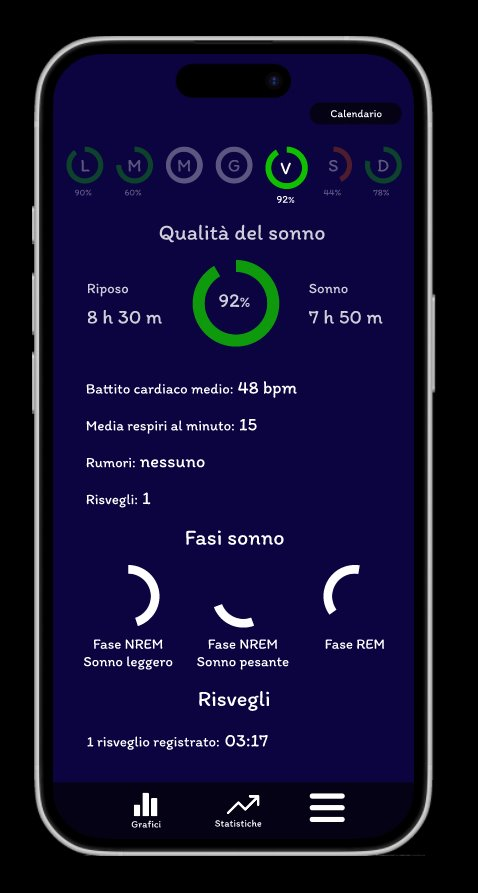 Calendario
L M M G V S D
90% 60% 92% 44% 78%
Qualità del sonno
Riposo
8 h 30 m
92%
Sonno
7 h 50 m
Battito cardiaco medio: 48 bpm
Media respiri al minuto: 15
Rumori: nessuno
Risvegli: 1
Fasi sonno
Fase NREM
Sonno leggero
Fase NREM
Sonno pesante
Fase REM
Risvegli
1 risveglio registrato: 03:17
Grafici
Statistiche